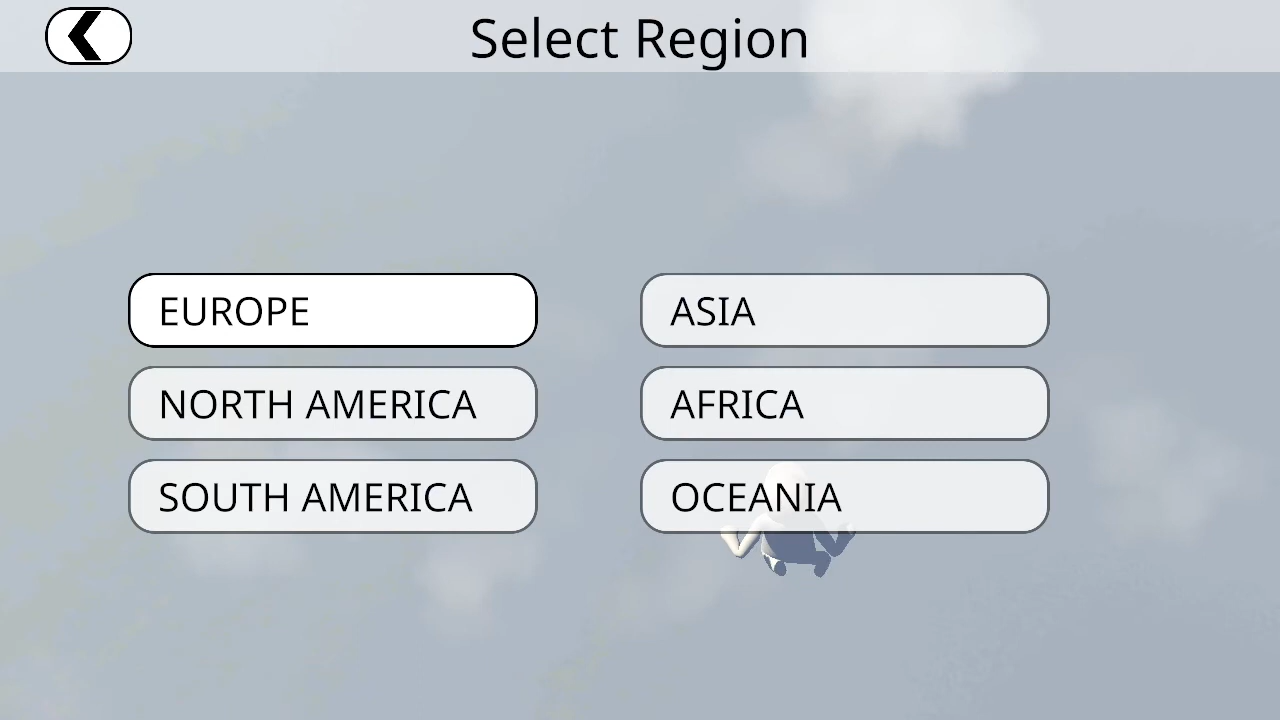 Select Region
EUROPE
NORTH AMERICA
SOUTH AMERICA
ASIA
AFRICA
OCEANIA